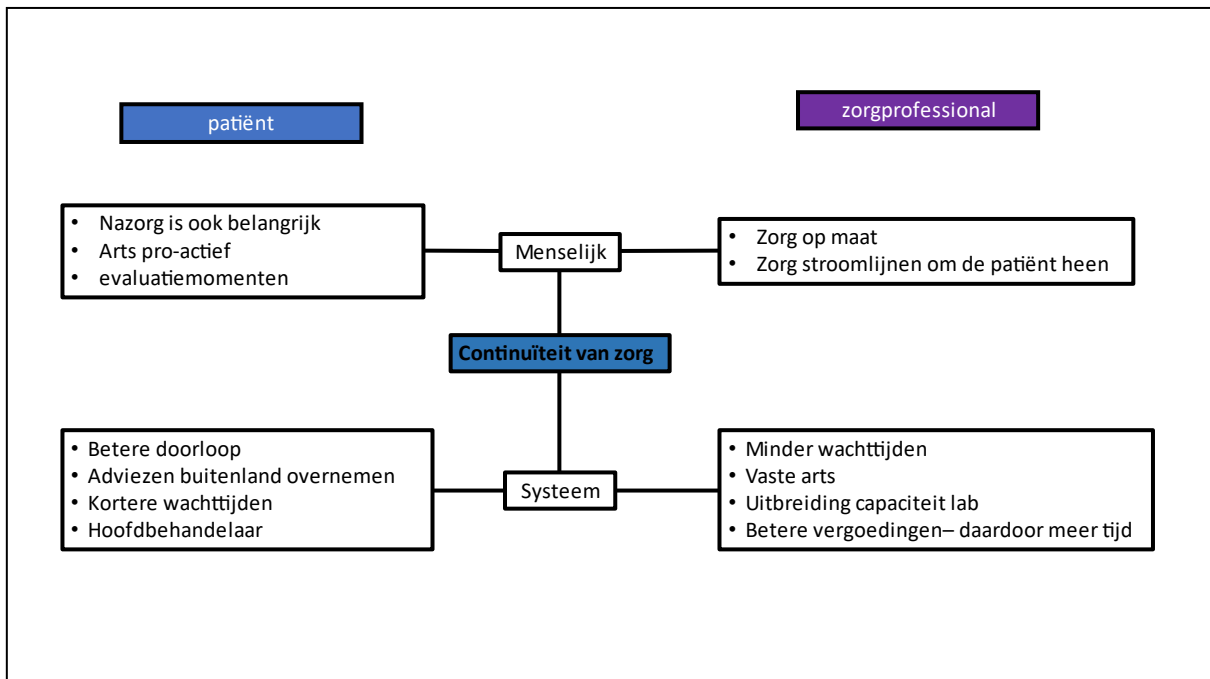 patiënt
zorgprofessional
• Nazorg is ook belangrijk
• Arts pro-actief
• evaluatiemomenten
Menselijk
• Zorg op maat
• Zorg stroomlijnen om de patiënt heen
Continuïteit van zorg
• Betere doorloop
• Adviezen buitenland overnemen
• Kortere wachttijden
• Hoofdbehandelaar
Systeem
• Minder wachttijden
• Vaste arts
• Uitbreiding capaciteit lab
• Betere vergoedingen– daardoor meer tijd